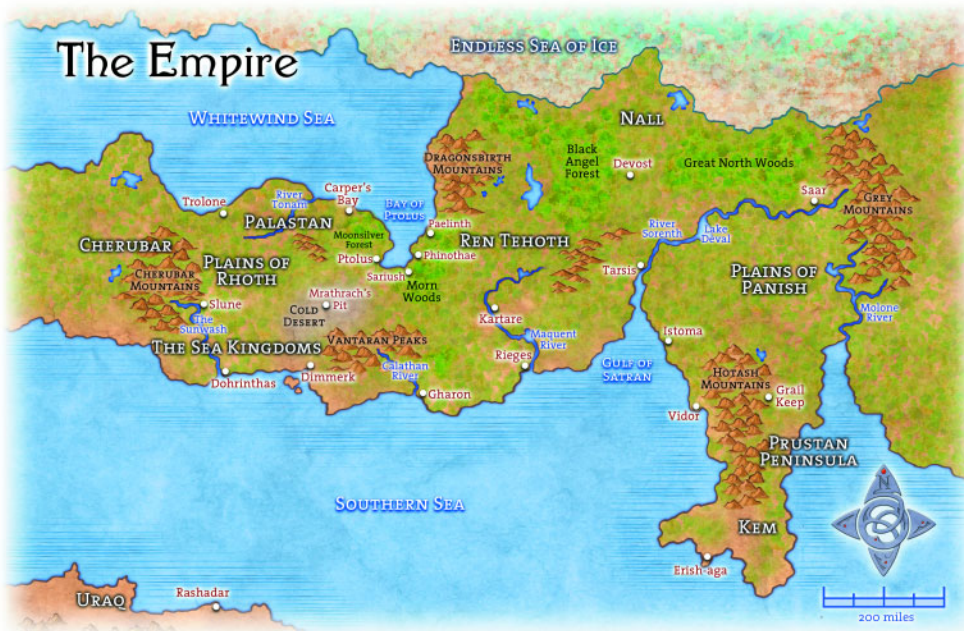 The Empire
Endless Sea of Ice
Whitewind Sea
Nall
Dragonsbirth
Mountains
Black
Angel
Forest
Devost
Great North Woods
Saar
Grey
Mountains
Trolone
River
Tonam
Carper's
Bay
Bay of
Ptolus
Palastan
Paelinth
Moonsilver
Forest
Ren Tehoth
River
Sorenth
Lake
Deval
Cherubar
Plains of
Rhoth
Ptolus
Phinothae
Sariush
Morn
Woods
Tarsis
Plains of
Panish
Cherubar
Mountains
Mrathrach's
Pit
Cold
Desert
Slune
The
Sunwash
Kartare
Molone
River
The Sea Kingdoms
Vantaran Peaks
Maquent
River
Istoma
Rieges
Calathan
River
Gulf of
Satran
Hotash
Mountains
Dohrinthas
Dimmerk
Gharon
Grail
Keep
Vidor
Prustan
Peninsula
Southern Sea
N
Kem
Erish-aga
Uraq
Rashadar
200 miles